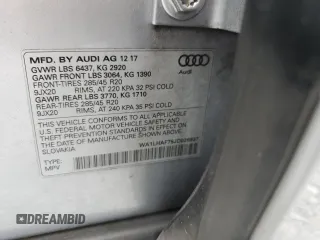 MFD. BY AUDI AG 12 17
GVWR LBS 6437, KG 2920
GAWR FRONT LBS 3064, KG 1390
FRONT-TIRES 285/45 R20
9JX20 RIMS, AT 220 KPA 32 PSI COLD
GAWR REAR LBS 3770, KG 1710
REAR-TIRES 285/45 R20
9JX20 RIMS, AT 240 KPA 35 PSI COLD
THIS VEHICLE CONFORMS TO ALL APPLICABLE
U.S. FEDERAL MOTOR VEHICLE SAFETY AND
THEFT PREVENTION STANDARDS IN EFFECT ON
THE DATE OF MANUFACTURE SHOWN ABOVE
SLOVAKIA
TYPE:
MPV
Audi
© AUTOBIDMASTER
DREAMBID